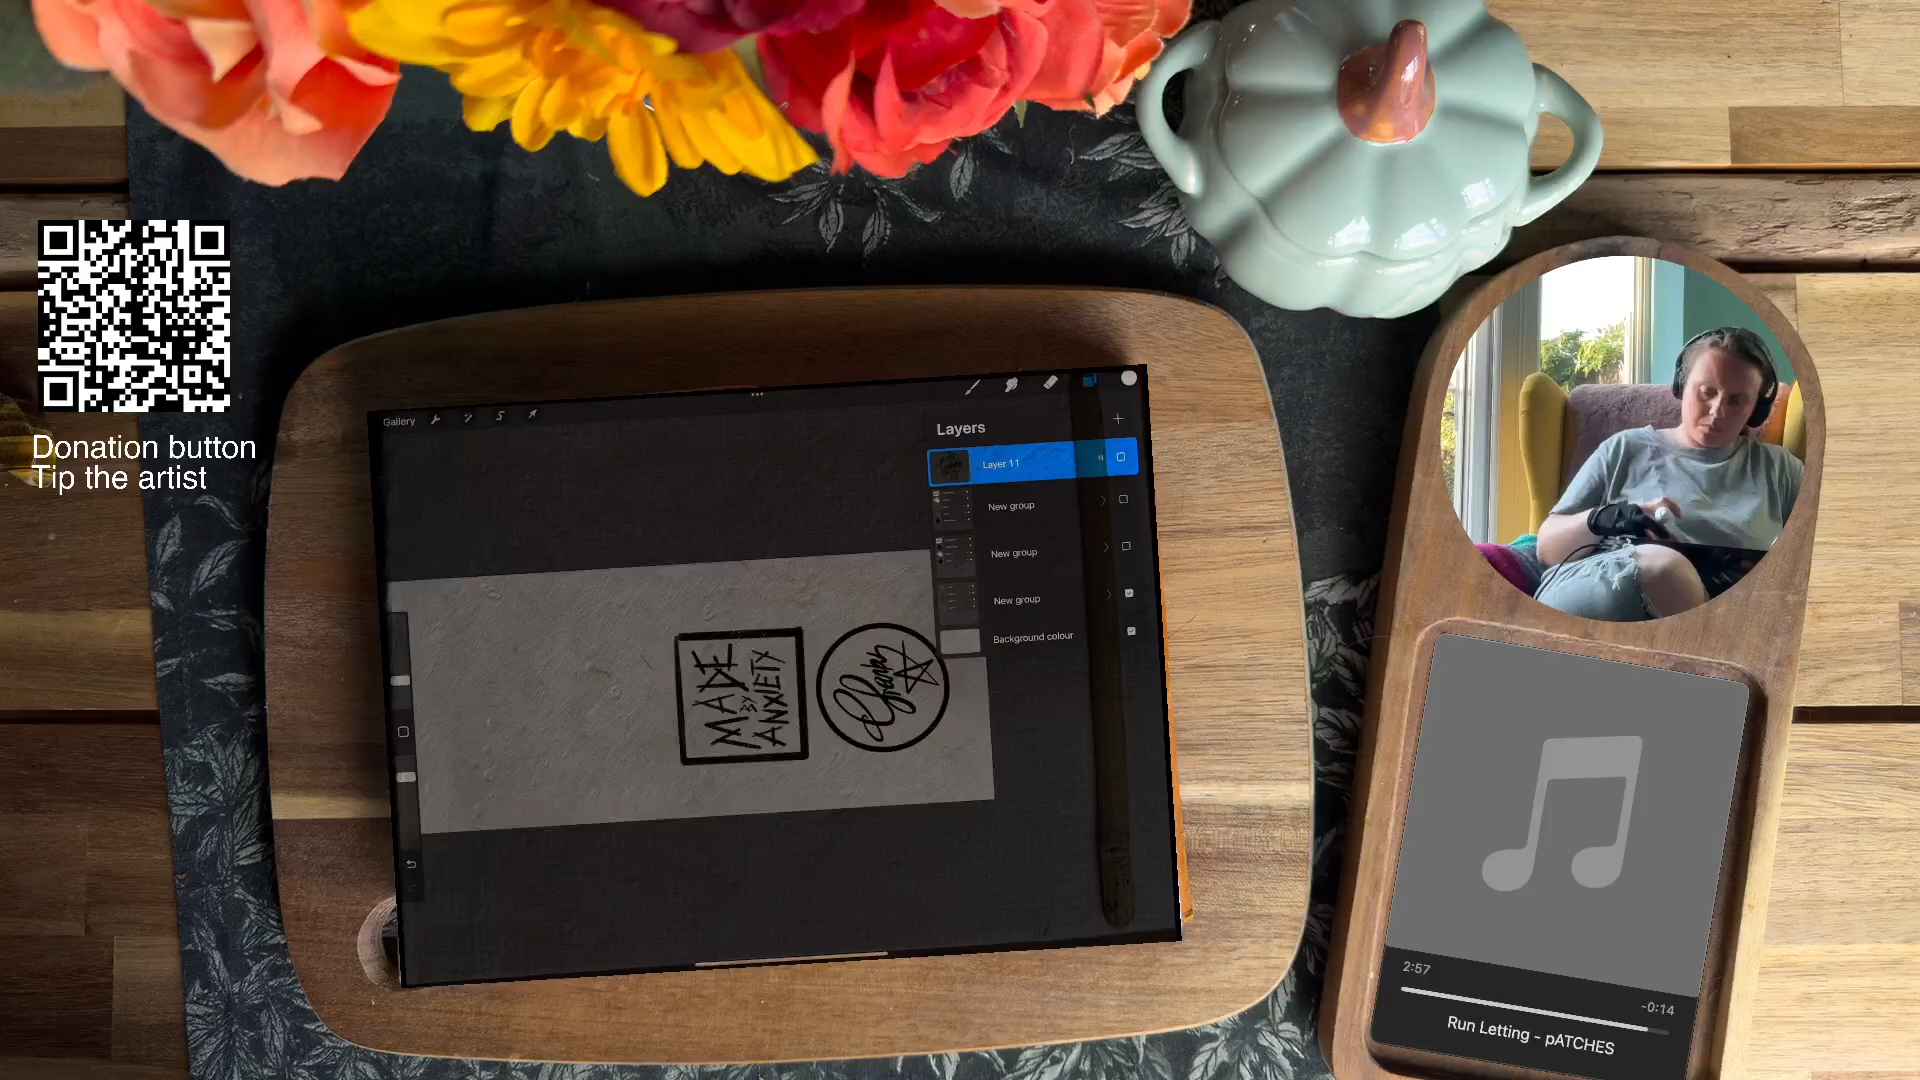 Donation button
Tip the artist
Gallery
Layers
Layer 11
N
New group
New group
New group
Background colour
MADE
BY
ANXIETY
2:57
-0:14
Run Letting - pATCHES